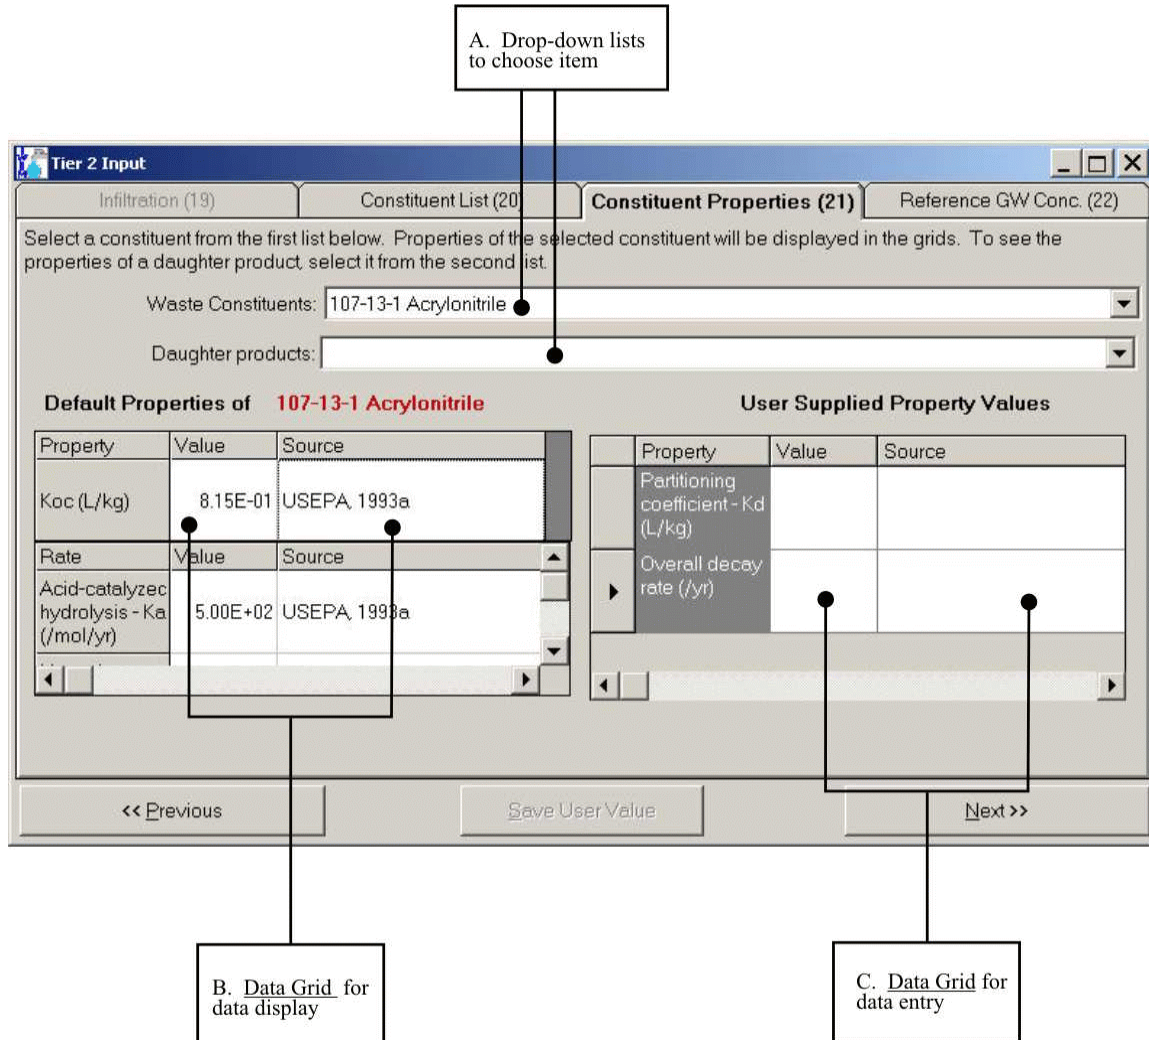 A. Drop-down lists
to choose item
Tier 2 Input
Infiltration (19)
Constituent List (20)
Constituent Properties (21)
Reference GW Conc. (22)
Select a constituent from the first list below. Properties of the selected constituent will be displayed in the grids. To see the
properties of a daughter product, select it from the second list.
Waste Constituents: 107-13-1 Acrylonitrile
Daughter products:
Default Properties of 107-13-1 Acrylonitrile
Property Value Source
Koc (L/kg) 8.15E-01 USEPA, 1993a
Rate Value Source
Acid-catalyzec
hydrolysis - Ka 5.00E+02 USEPA, 1993a
(/mol/yr)
User Supplied Property Values
Property Value Source
Partitioning
coefficient - Kd
(L/kg)
Overall decay
rate (/yr)
<< Previous
Save User Value
Next >>
B. Data Grid for
data display
C. Data Grid for
data entry